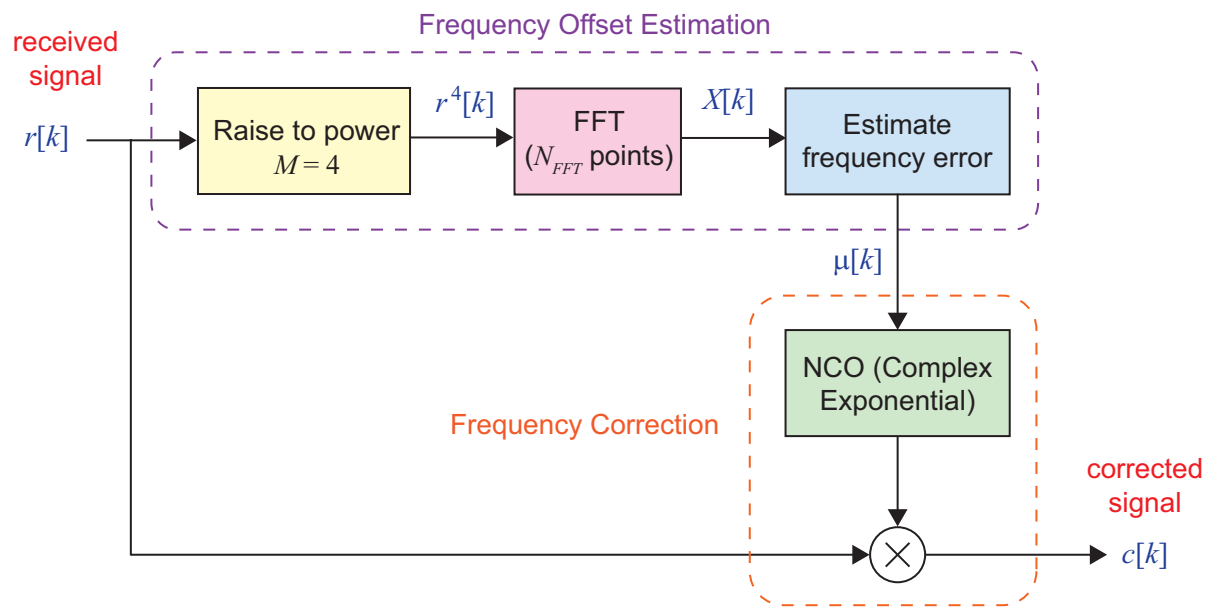 Frequency Offset Estimation
received
signal
r[k]
Raise to power
M = 4
r⁴[k]
FFT
(N_FFT points)
X[k]
Estimate
frequency error
μ[k]
NCO (Complex
Exponential)
Frequency Correction
corrected
signal
c[k]